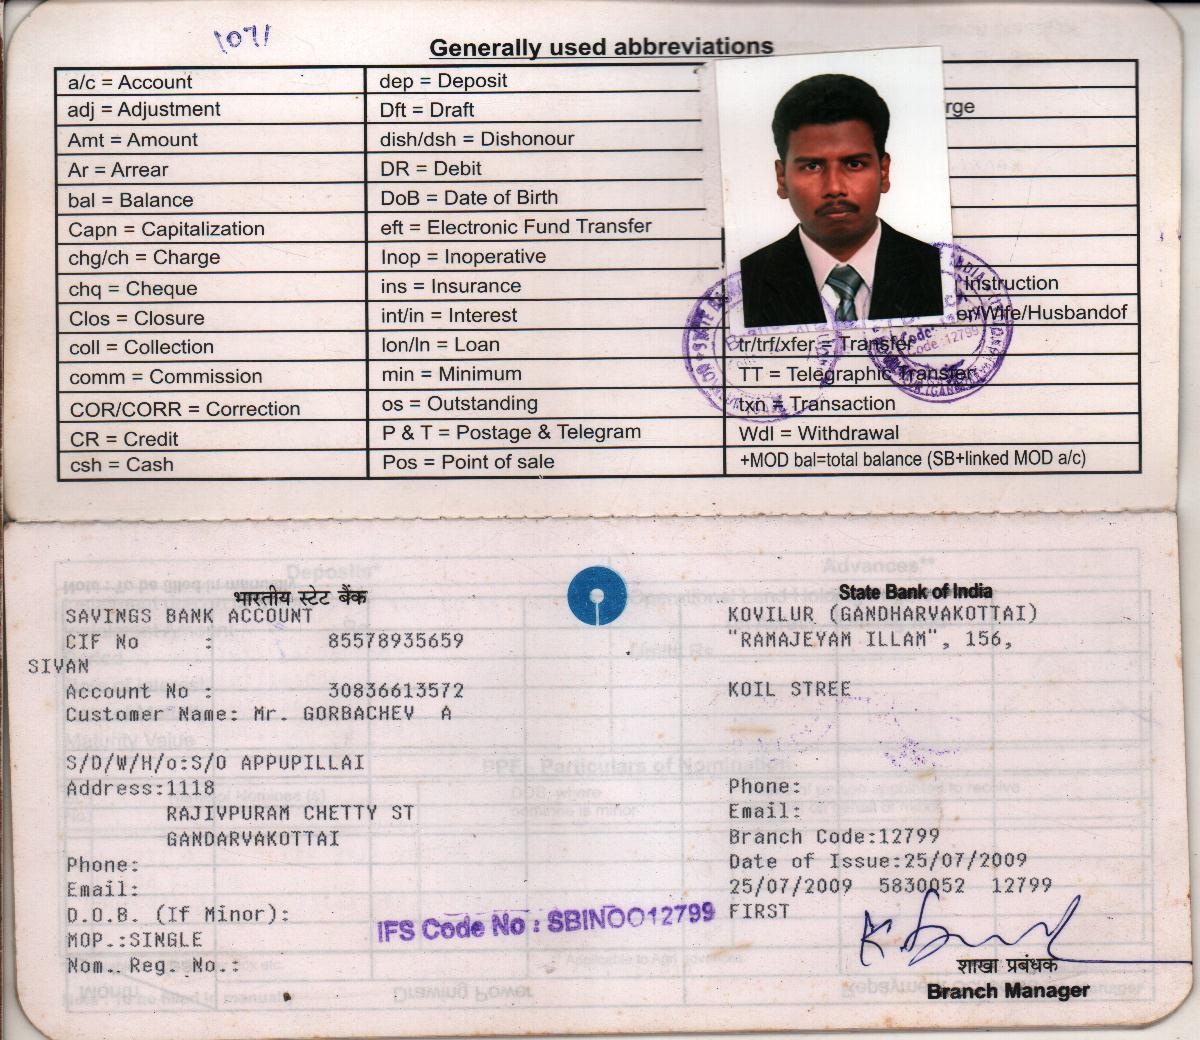 1071
Generally used abbreviations
a/c = Account dep = Deposit
adj = Adjustment Dft = Draft rge
Amt = Amount dish/dsh = Dishonour
Ar = Arrear DR = Debit
bal = Balance DoB = Date of Birth
Capn = Capitalization eft = Electronic Fund Transfer
chg/ch = Charge Inop = Inoperative
chq = Cheque ins = Insurance Instruction
Clos = Closure int/in = Interest er/Wife/Husbandof
coll = Collection lon/ln = Loan tr/trf/xfer = Transfer
comm = Commission min = Minimum TT = Telegraphic Transfer
COR/CORR = Correction os = Outstanding txn = Transaction
CR = Credit P & T = Postage & Telegram Wdl = Withdrawal
csh = Cash Pos = Point of sale +MOD bal=total balance (SB+linked MOD a/c)
Code : 12799
भारतीय स्टेट बैंक State Bank of India
SAVINGS BANK ACCOUNT KOVILUR (GANDHARVAKOTTAI)
CIF No : 85578935659 "RAMAJEYAM ILLAM", 156,
SIVAN
Account No : 30836613572 KOIL STREE
Customer Name: Mr. GORBACHEV A
S/D/W/H/o:S/O APPUPILLAI
Address:1118 Phone:
RAJIVPURAM CHETTY ST Email:
GANDARVAKOTTAI Branch Code:12799
Phone: Date of Issue:25/07/2009
Email: 25/07/2009 5830052 12799
D.O.B. (If Minor): FIRST
IFS Code No : SBINOO12799
MOP.:SINGLE
Nom. Reg. No.:
शाखा प्रबंधक
Branch Manager